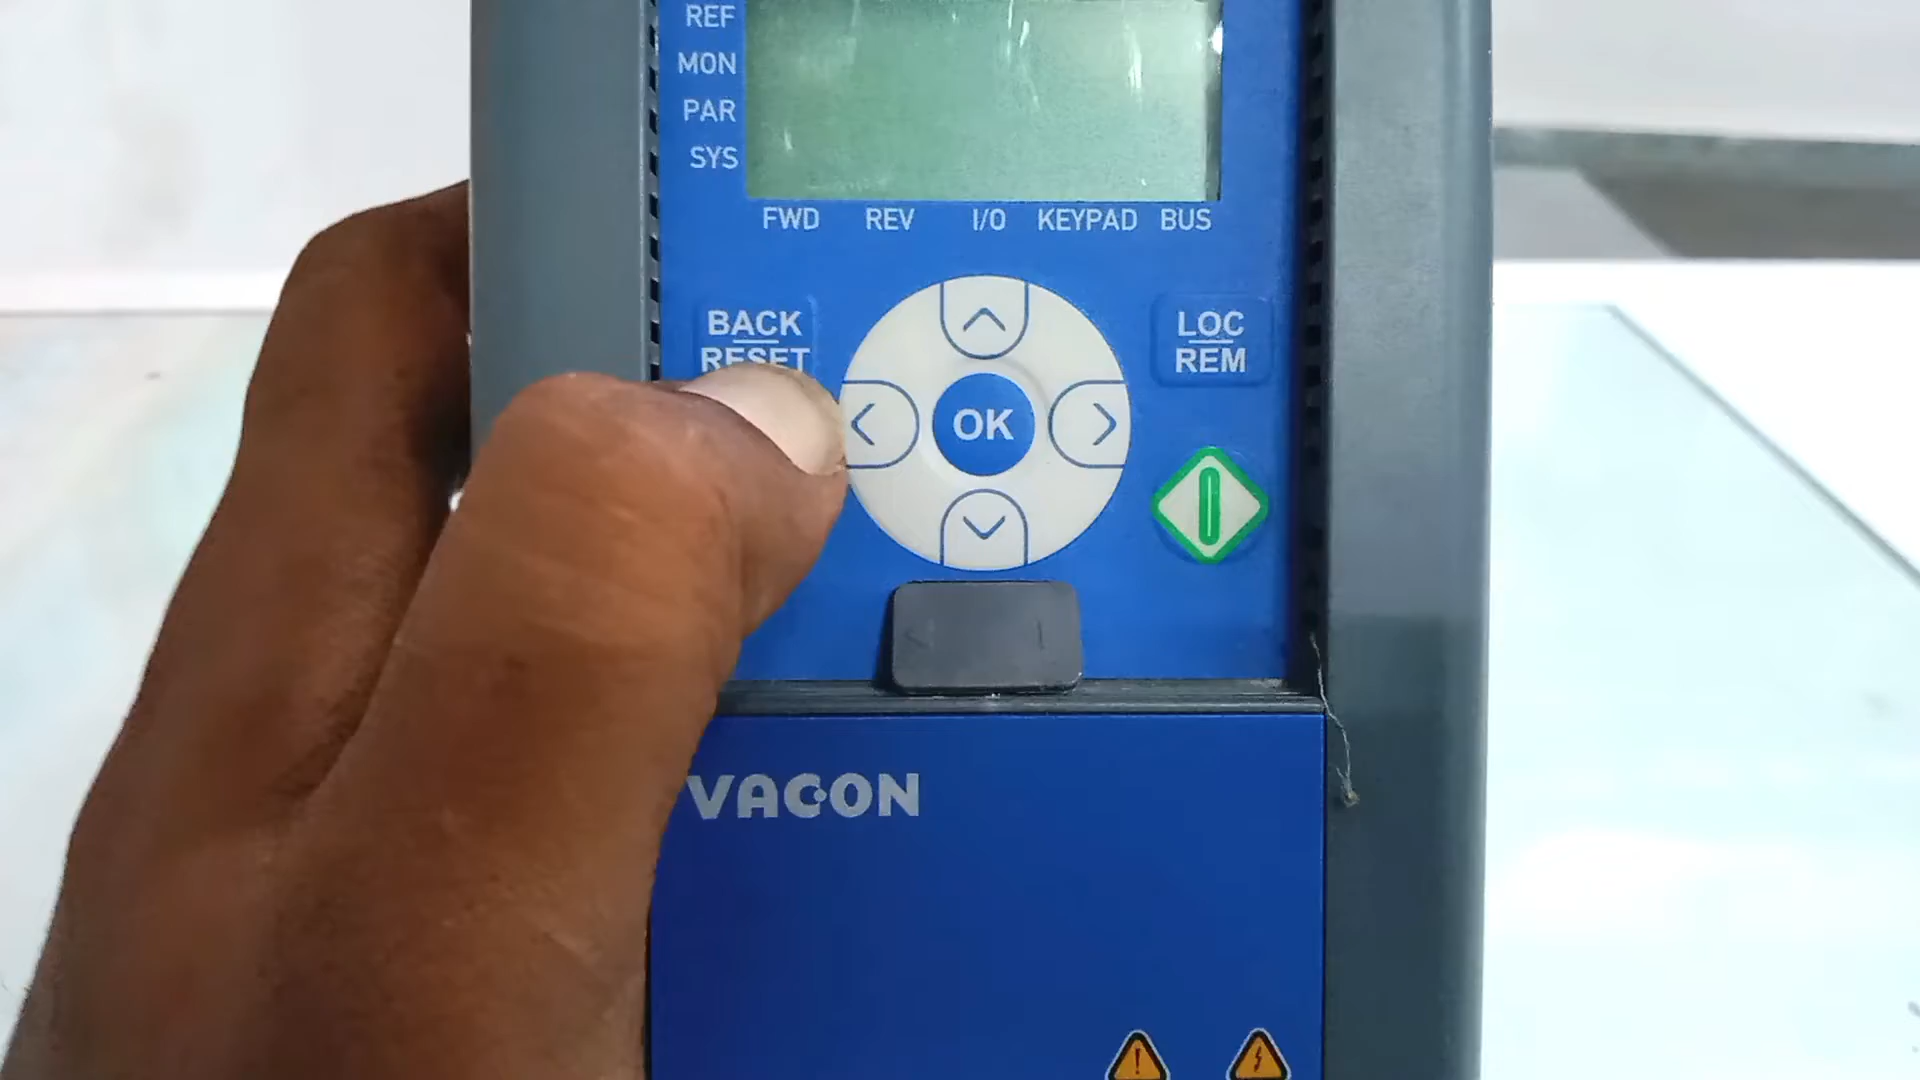 REF
MON
PAR
SYS
FWD REV I/O KEYPAD BUS
BACK
RESET
LOC
REM
OK
VACON